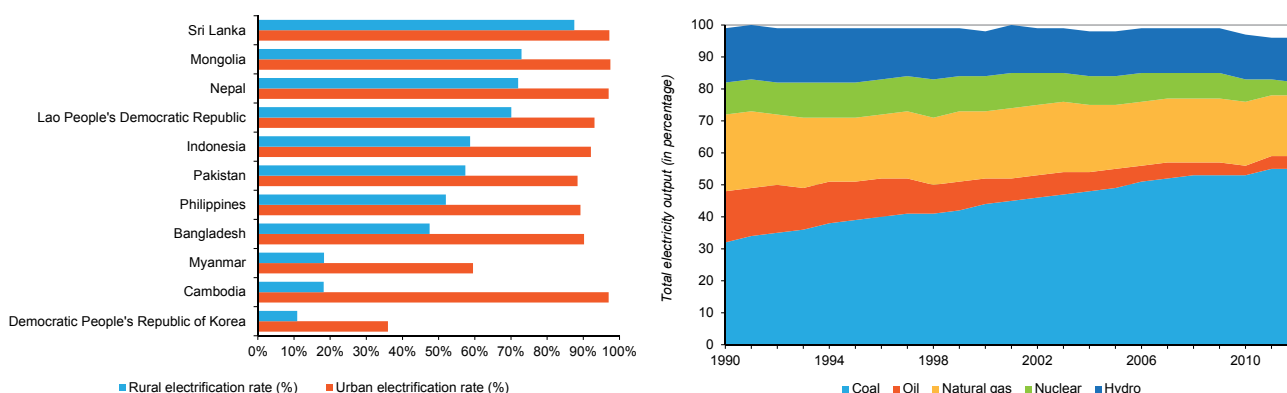 Sri Lanka
Mongolia
Nepal
Lao People's Democratic Republic
Indonesia
Pakistan
Philippines
Bangladesh
Myanmar
Cambodia
Democratic People's Republic of Korea
0% 10% 20% 30% 40% 50% 60% 70% 80% 90% 100%
Rural electrification rate (%) Urban electrification rate (%)
Total electricity output (in percentage)
100
90
80
70
60
50
40
30
20
10
0
1990 1994 1998 2002 2006 2010
Coal Oil Natural gas Nuclear Hydro